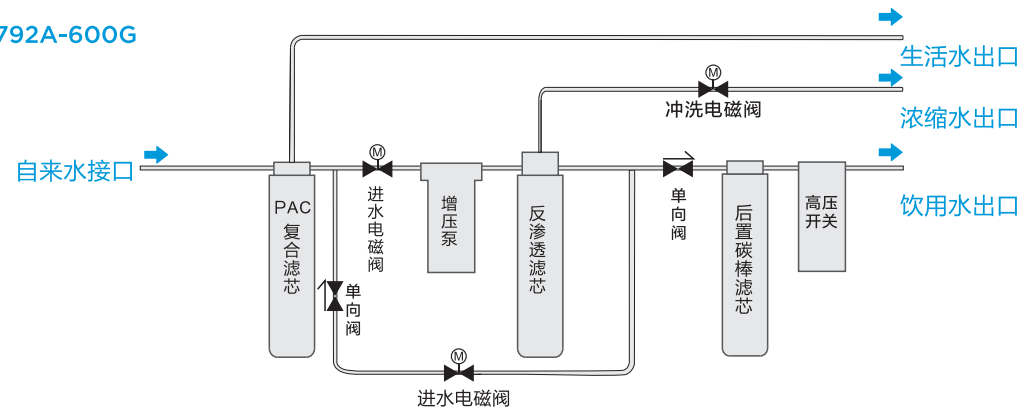 792A-600G
生活水出口
M
冲洗电磁阀
浓缩水出口
自来水接口
M
进水电磁阀
PAC
复合滤芯
增压泵
反渗透滤芯
单向阀
后置碳棒滤芯
高压
开关
饮用水出口
单向阀
M
进水电磁阀